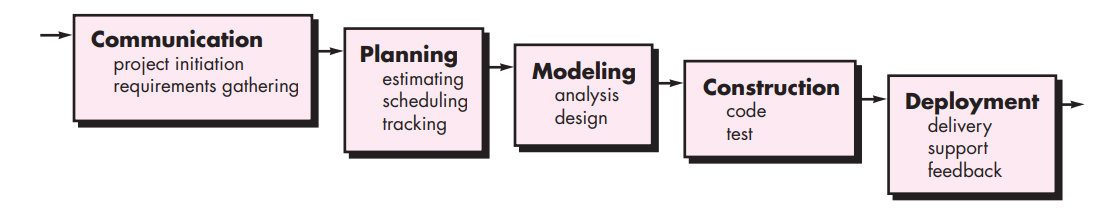 Communication
project initiation
requirements gathering
Planning
estimating
scheduling
tracking
Modeling
analysis
design
Construction
code
test
Deployment
delivery
support
feedback